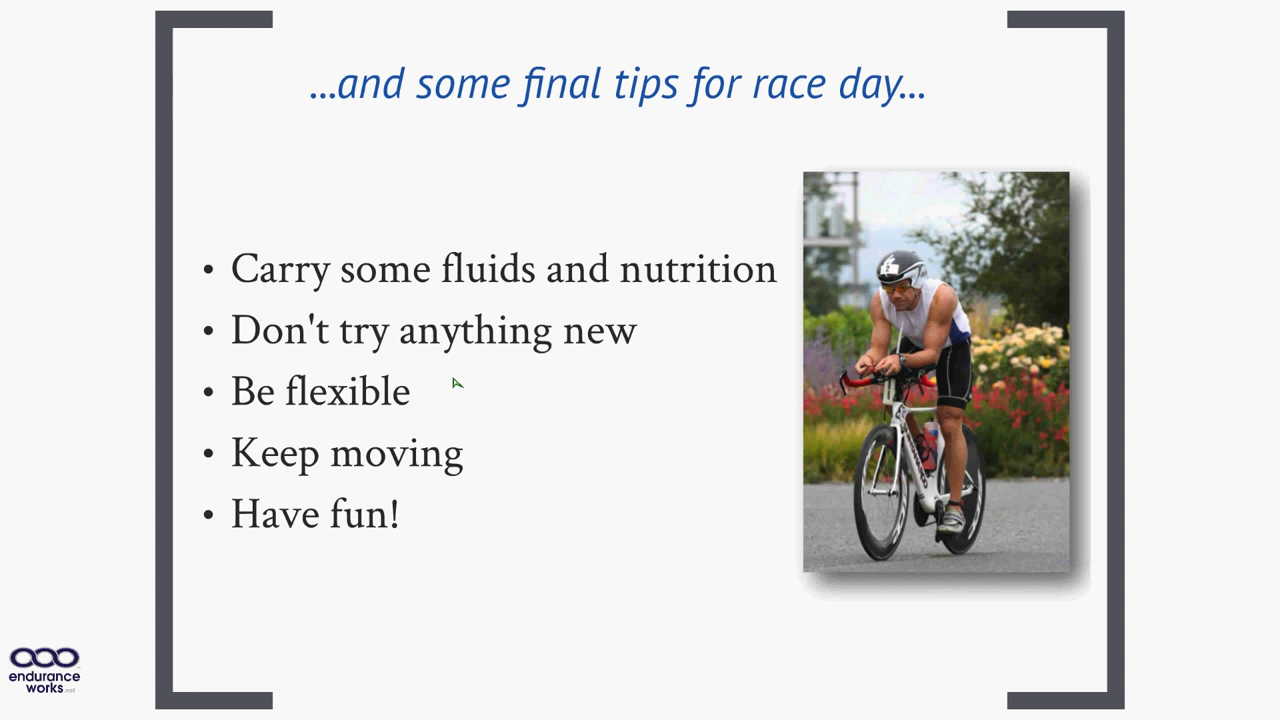 ...and some final tips for race day...
• Carry some fluids and nutrition
• Don't try anything new
• Be flexible
• Keep moving
• Have fun!
endurance
works.net